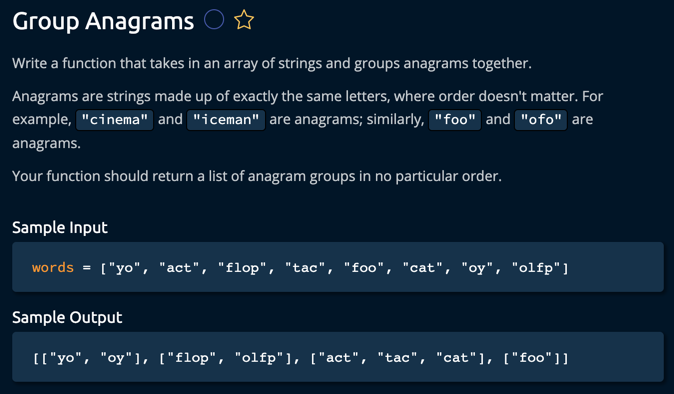 Group Anagrams
Write a function that takes in an array of strings and groups anagrams together.
Anagrams are strings made up of exactly the same letters, where order doesn't matter. For
example, "cinema" and "iceman" are anagrams; similarly, "foo" and "ofo" are
anagrams.
Your function should return a list of anagram groups in no particular order.
Sample Input
words = ["yo", "act", "flop", "tac", "foo", "cat", "oy", "olfp"]
Sample Output
[["yo", "oy"], ["flop", "olfp"], ["act", "tac", "cat"], ["foo"]]